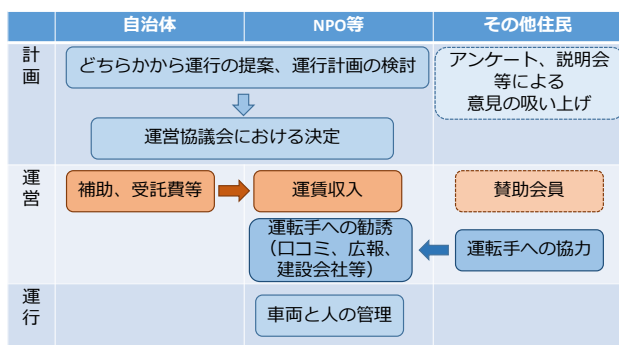 自治体
NPO等
その他住民
計画
どちらかから運行の提案、運行計画の検討
アンケート、説明会
等による
意見の吸い上げ
運営協議会における決定
運営
補助、受託費等
運賃収入
賛助会員
運転手への勧誘
（口コミ、広報、
建設会社等）
運転手への協力
運行
車両と人の管理